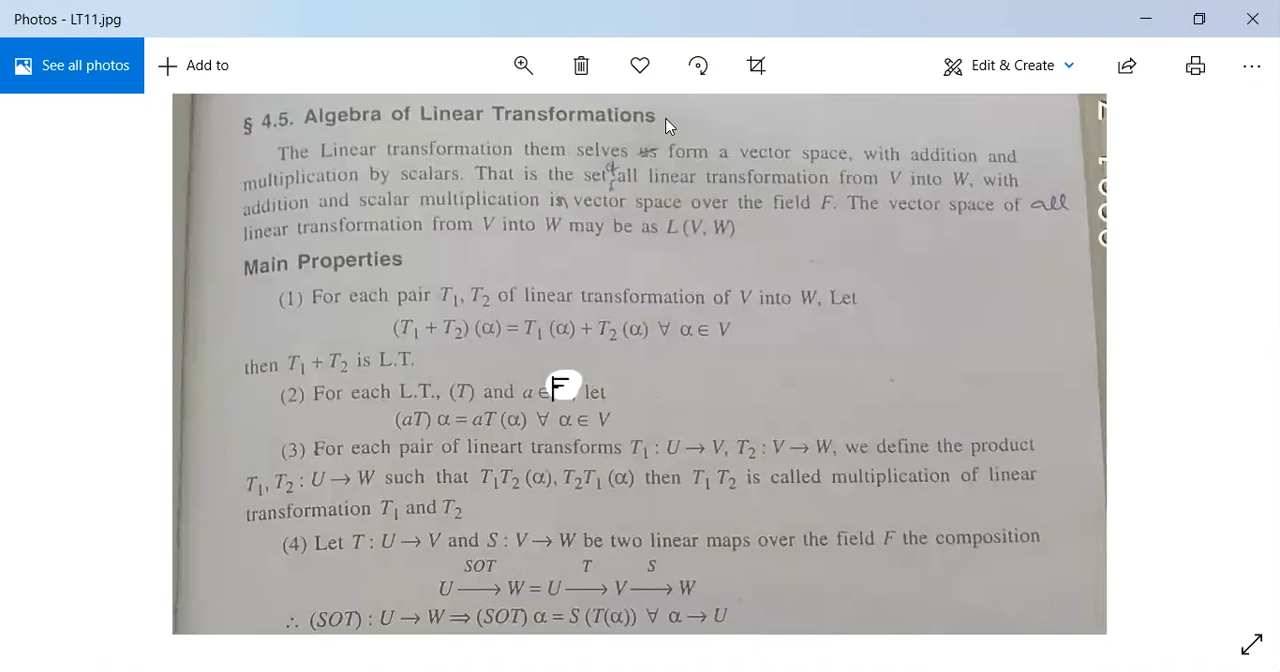 Photos - LT11.jpg
See all photos
Add to
Edit & Create
§ 4.5. Algebra of Linear Transformations
The Linear transformation them selves form a vector space, with addition and
multiplication by scalars. That is the set of all linear transformation from V into W, with
addition and scalar multiplication is vector space over the field F. The vector space of all
linear transformation from V into W may be as L (V, W)
Main Properties
(1) For each pair T₁, T₂ of linear transformation of V into W, Let
(T₁ + T₂) (α) = T₁ (α) + T₂ (α) ∀ α ∈ V
then T₁ + T₂ is L.T.
(2) For each L.T., (T) and a ∈ F, let
(aT) α = aT (α) ∀ α ∈ V
(3) For each pair of lineart transforms T₁ : U → V, T₂ : V → W, we define the product
T₁, T₂ : U → W such that T₁T₂ (α), T₂T₁ (α) then T₁ T₂ is called multiplication of linear
transformation T₁ and T₂
(4) Let T : U → V and S : V → W be two linear maps over the field F the composition
SOT T S
U ⟶ W = U ⟶ V ⟶ W
∴ (SOT) : U → W ⇒ (SOT) α = S (T(α)) ∀ α → U